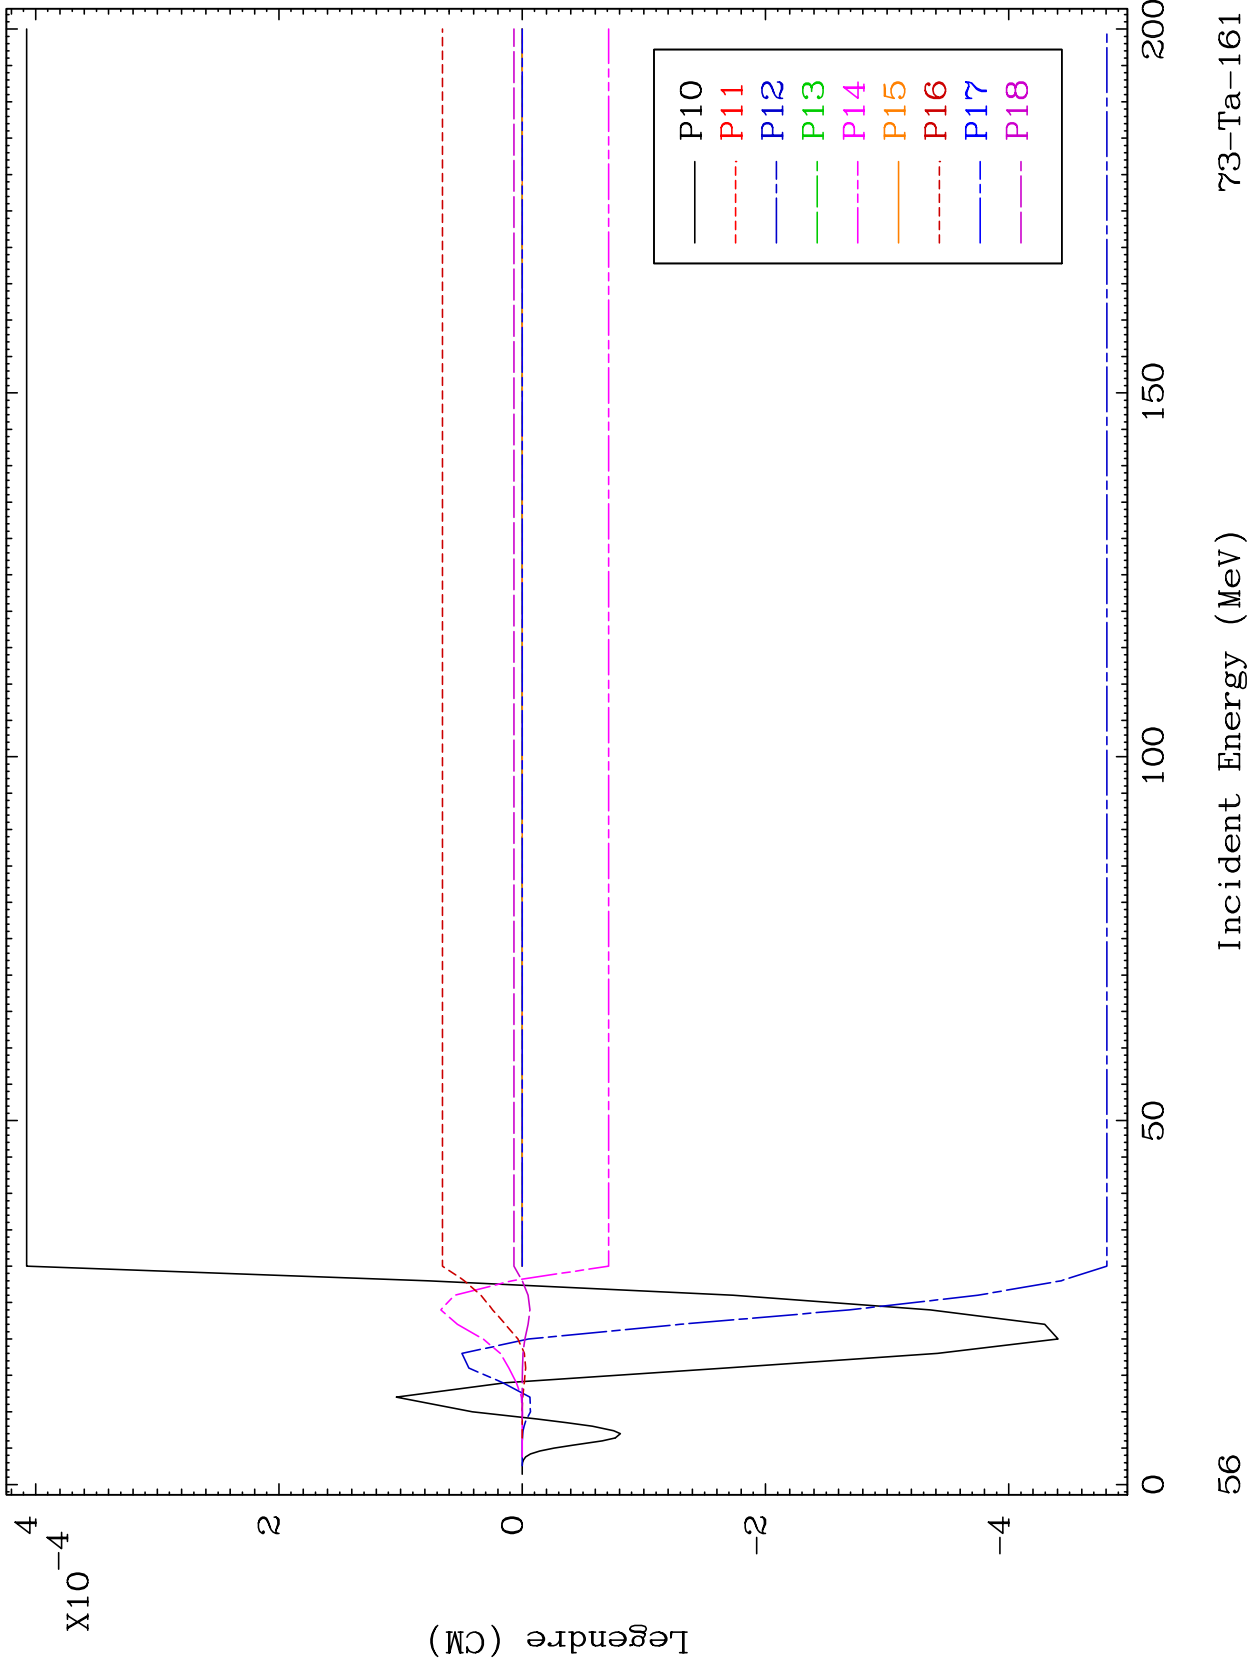 X10
-4
4
2
0
-2
-4
Legendre (CM)
P10
P11
P12
P13
P14
P15
P16
P17
P18
0
50
100
150
200
Incident Energy (MeV)
56
73-Ta-161